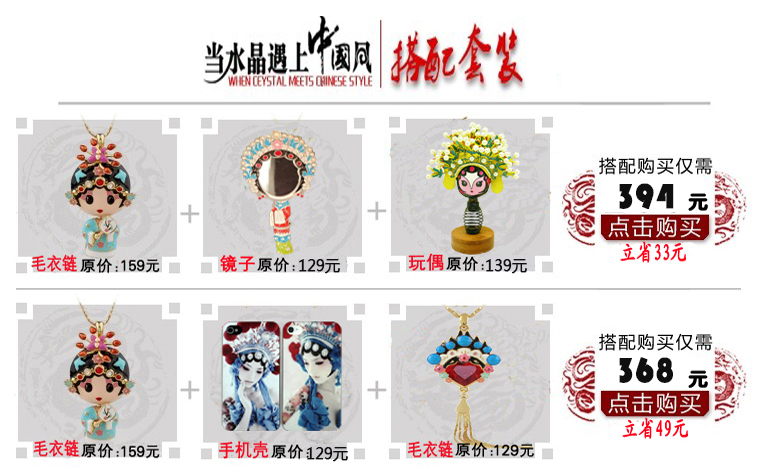 当水晶遇上中國风
WHEN CEYSTAL MEETS CHINESE STYLE
搭配套装
毛衣链原价:159元
镜子原价:129元
玩偶原价:139元
搭配购买仅需
394 元
点击购买
立省33元
毛衣链原价:159元
手机壳原价:129元
毛衣链原价:129元
搭配购买仅需
368 元
点击购买
立省49元